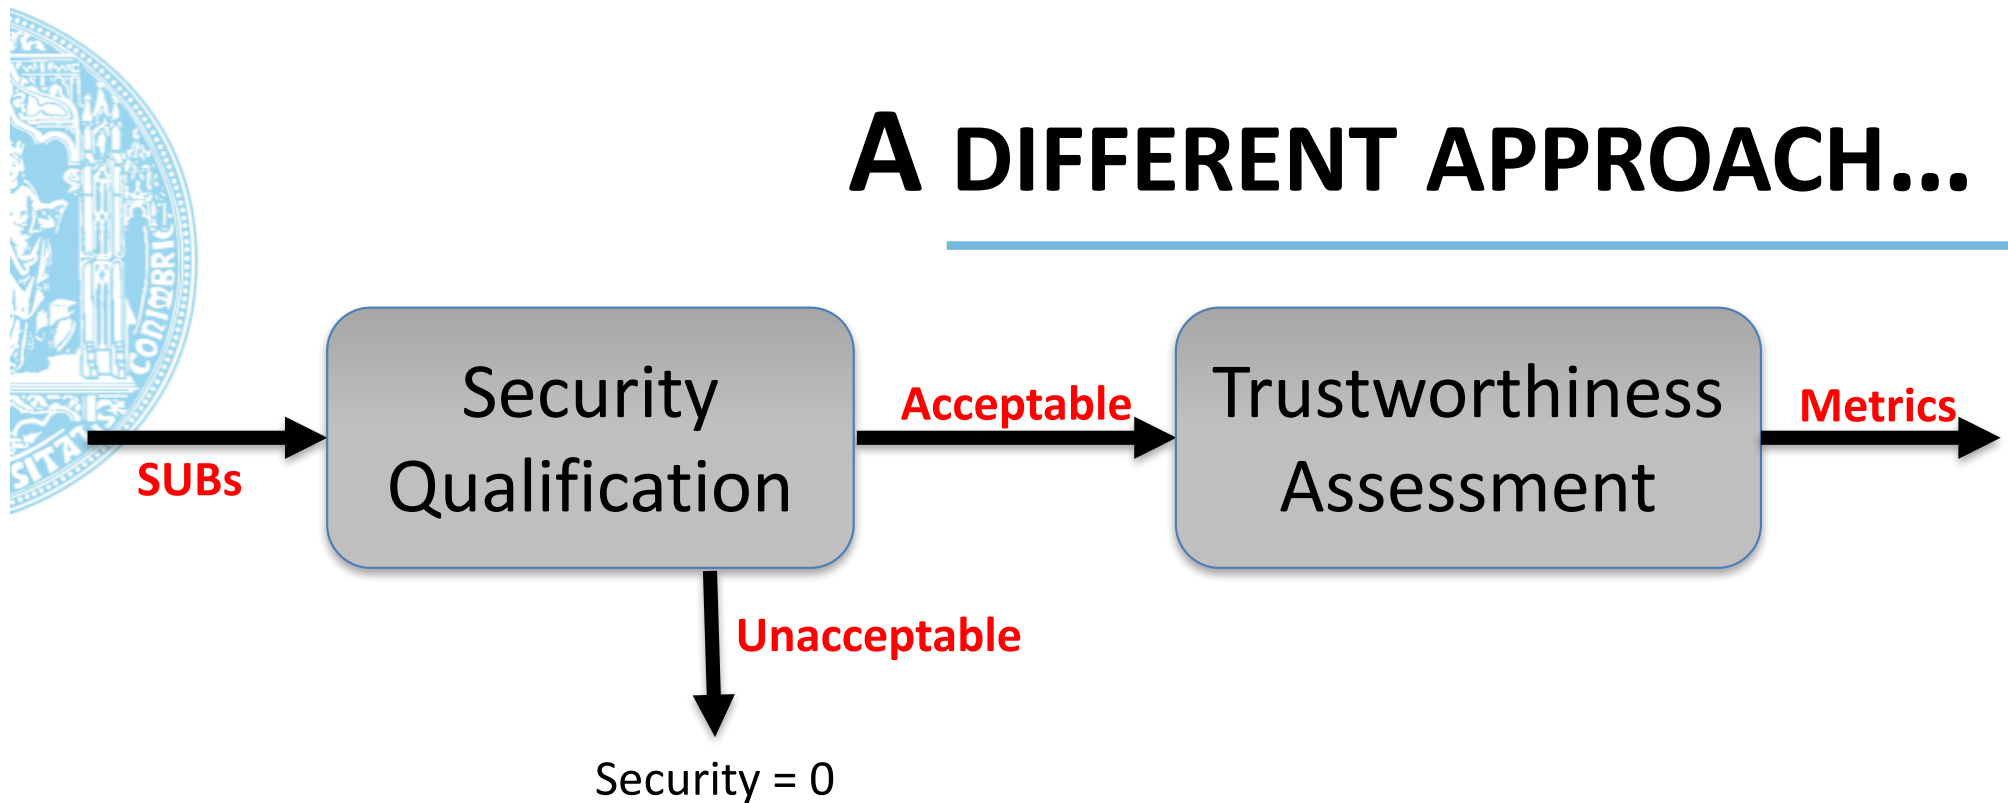 A DIFFERENT APPROACH...
SUBs
Security
Qualification
Acceptable
Trustworthiness
Assessment
Metrics
Unacceptable
Security = 0